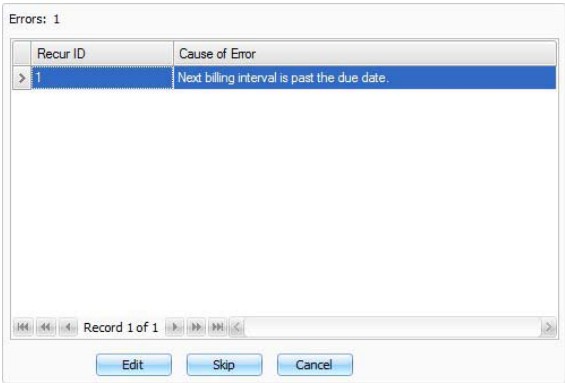 Errors: 1
Recur ID Cause of Error
1 Next billing interval is past the due date.
Record 1 of 1
Edit Skip Cancel